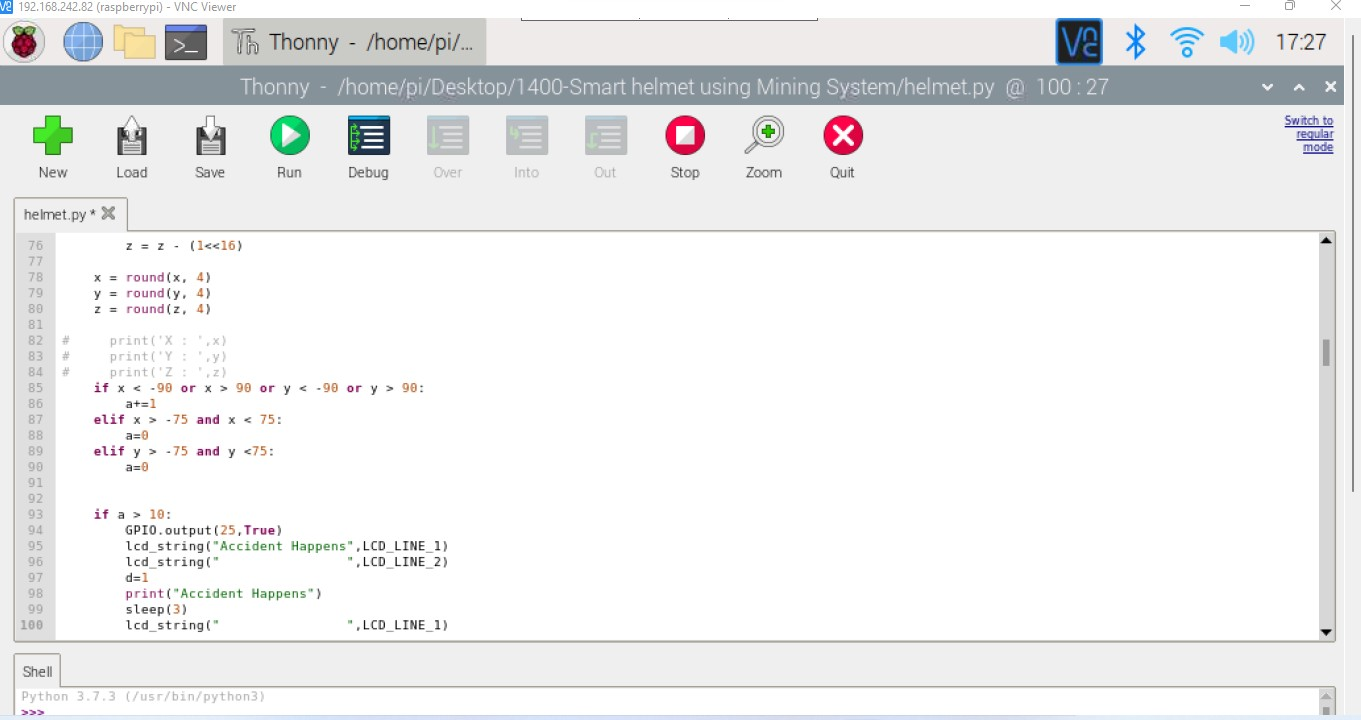 192.168.242.82 (raspberrypi) - VNC Viewer
Thonny - /home/pi/...
17:27
Thonny - /home/pi/Desktop/1400-Smart helmet using Mining System/helmet.py @ 100 : 27
New Load Save Run Debug Over Into Out Stop Zoom Quit
Switch to
regular
mode
helmet.py *
76         z = z - (1<<16)
77
78     x = round(x, 4)
79     y = round(y, 4)
80     z = round(z, 4)
81
82 #     print('X : ',x)
83 #     print('Y : ',y)
84 #     print('Z : ',z)
85     if x < -90 or x > 90 or y < -90 or y > 90:
86         a+=1
87     elif x > -75 and x < 75:
88         a=0
89     elif y > -75 and y <75:
90         a=0
91
92
93     if a > 10:
94         GPIO.output(25,True)
95         lcd_string("Accident Happens",LCD_LINE_1)
96         lcd_string("                ",LCD_LINE_2)
97         d=1
98         print("Accident Happens")
99         sleep(3)
100         lcd_string("                ",LCD_LINE_1)
Shell
Python 3.7.3 (/usr/bin/python3)
>>>